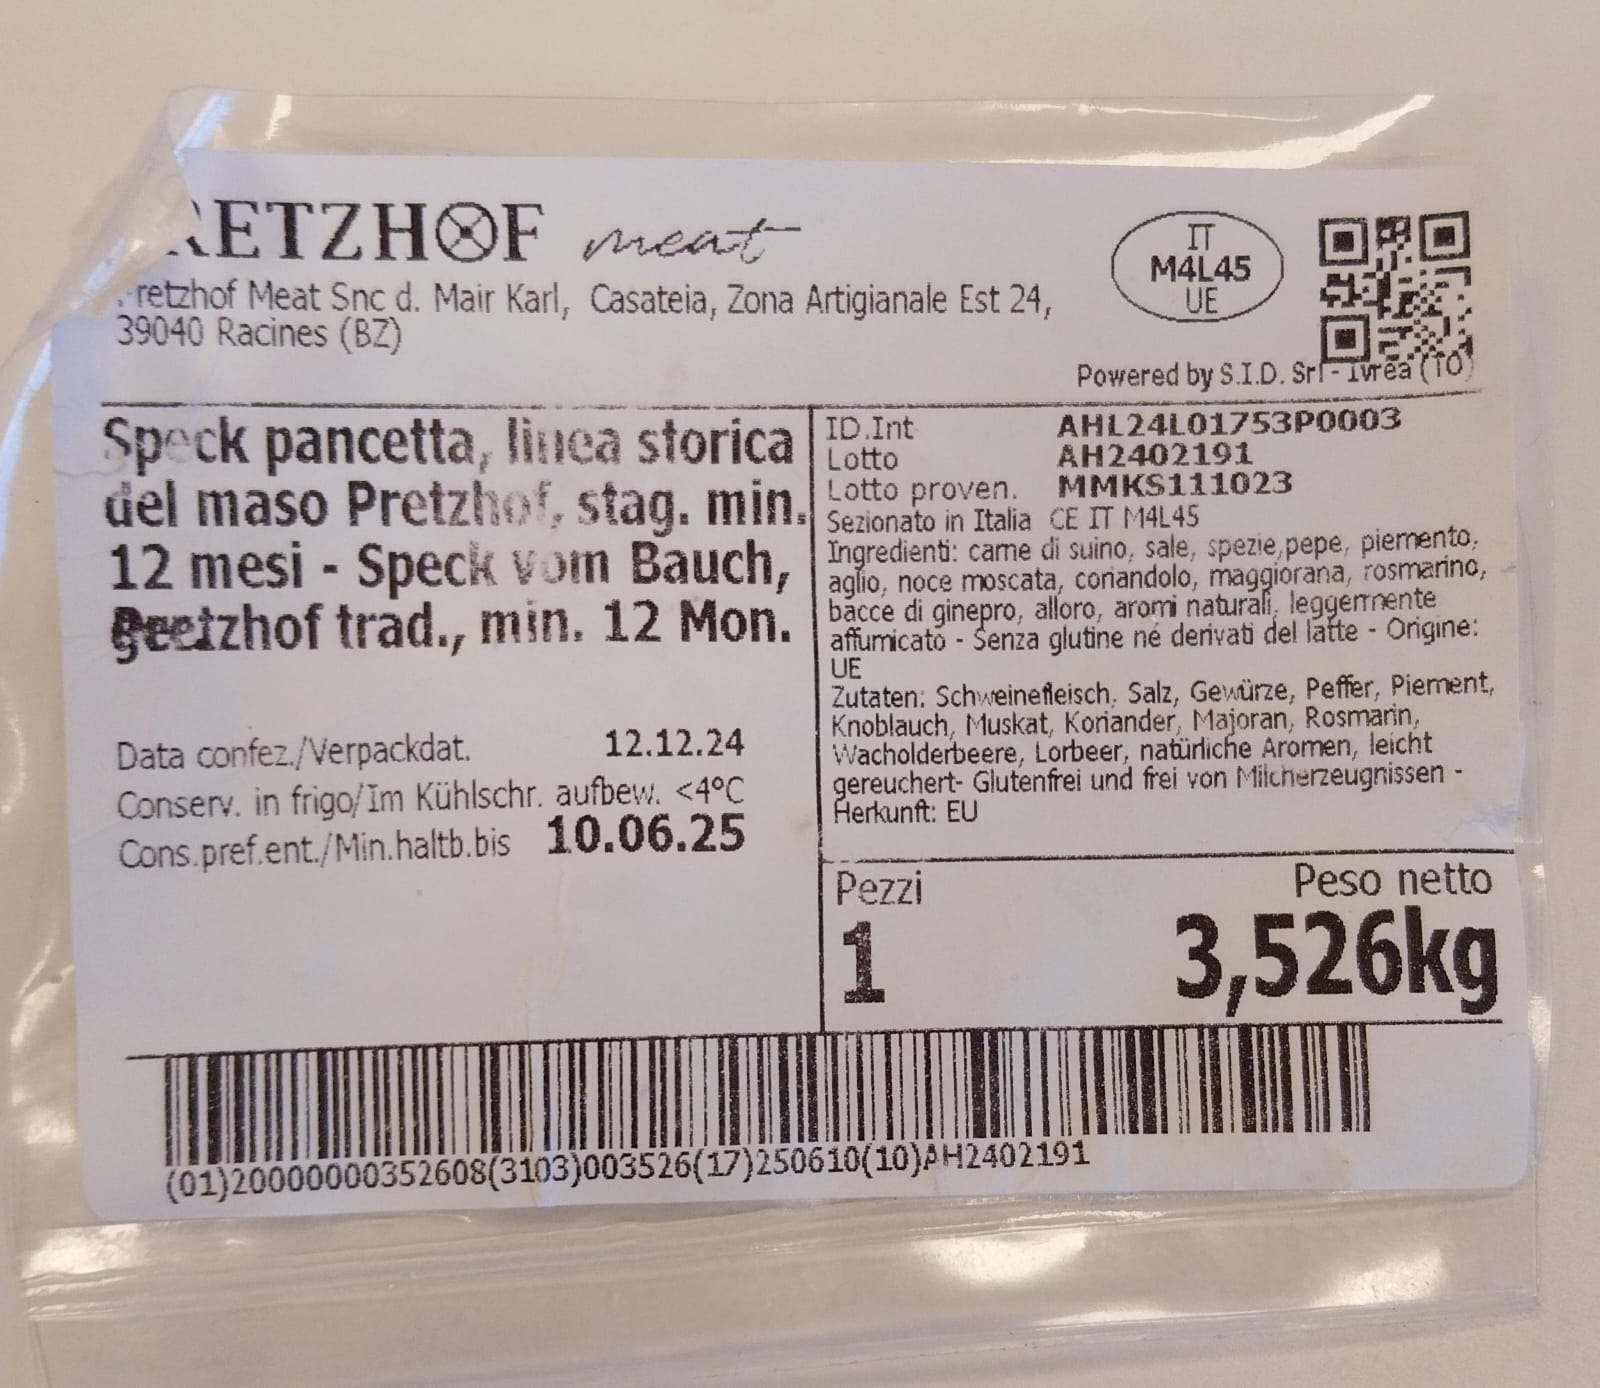 RETZHOF meat
retzhof Meat Snc d. Mair Karl, Casateia, Zona Artigianale Est 24,
39040 Racines (BZ)
IT
M4L45
UE
Powered by S.I.D. Srl - Ivrea (TO)
Speck pancetta, linea storica
del maso Pretzhof, stag. min.
12 mesi - Speck vom Bauch,
trad., min. 12 Mon.
Data confez./Verpackdat. 12.12.24
Conserv. in frigo/Im Kühlschr. aufbew. <4°C
Cons.pref.ent./Min.haltb.bis 10.06.25
ID.Int AHL24L01753P0003
Lotto AH2402191
Lotto proven. MMKS111023
Sezionato in Italia CE IT M4L45
Ingredienti: carne di suino, sale, spezie,pepe, piemento,
aglio, noce moscata, coriandolo, maggiorana, rosmarino,
bacce di ginepro, alloro, aromi naturali, leggermente
affumicato - Senza glutine né derivati del latte - Origine:
UE
Zutaten: Schweinefleisch, Salz, Gewürze, Peffer, Piement,
Knoblauch, Muskat, Koriander, Majoran, Rosmarin,
Wacholderbeere, Lorbeer, natürliche Aromen, leicht
gereuchert- Glutenfrei und frei von Milcherzeugnissen -
Herkunft: EU
Pezzi
1
Peso netto
3,526kg
(01)20000000352608(3103)003526(17)250610(10)AH2402191